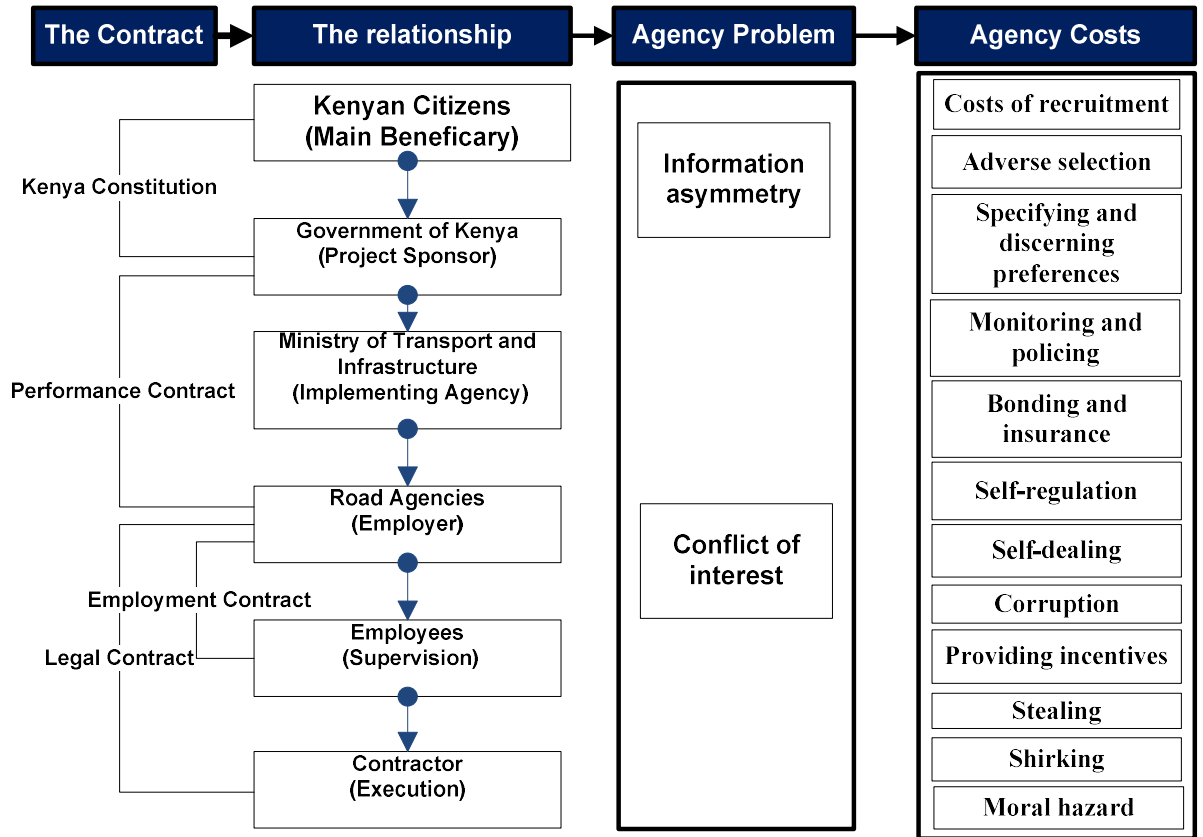 The Contract
The relationship
Agency Problem
Agency Costs
Kenya Constitution
Performance Contract
Employment Contract
Legal Contract
Kenyan Citizens
(Main Beneficary)
Government of Kenya
(Project Sponsor)
Ministry of Transport and
Infrastructure
(Implementing Agency)
Road Agencies
(Employer)
Employees
(Supervision)
Contractor
(Execution)
Information
asymmetry
Conflict of
interest
Costs of recruitment
Adverse selection
Specifying and
discerning
preferences
Monitoring and
policing
Bonding and
insurance
Self-regulation
Self-dealing
Corruption
Providing incentives
Stealing
Shirking
Moral hazard